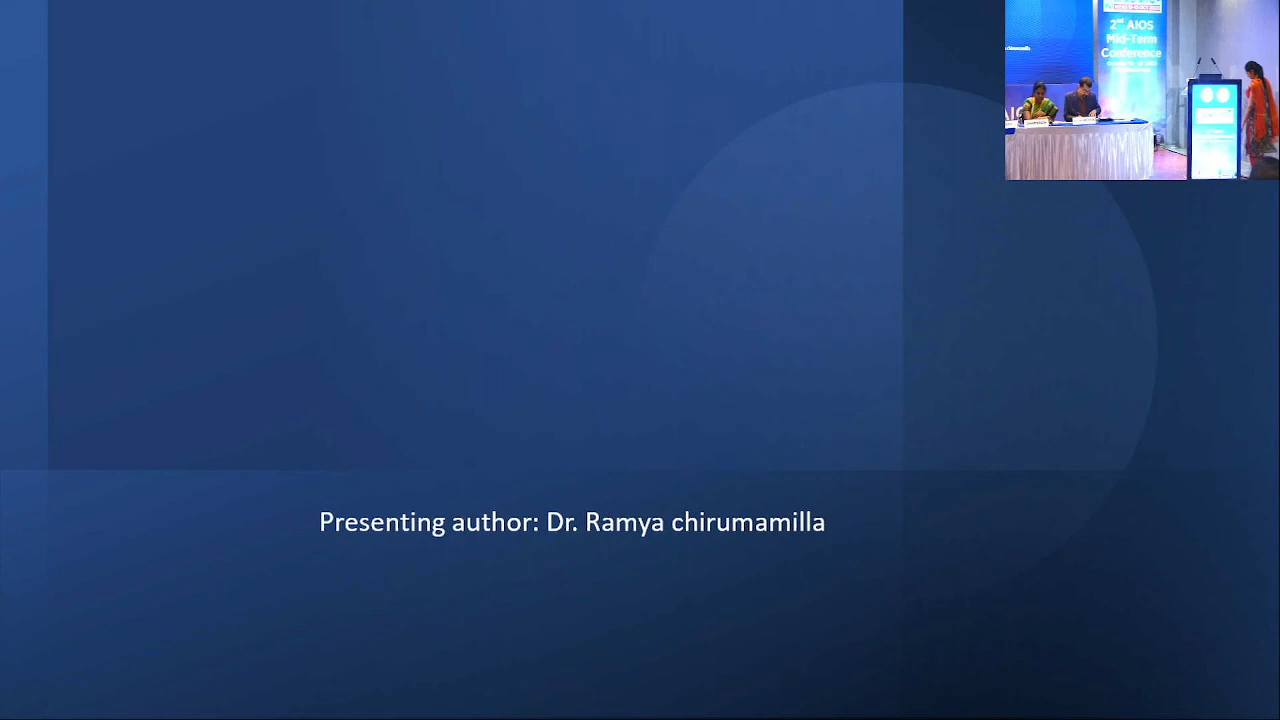 2nd AIOS
Mid-Term
Conference
Presenting author: Dr. Ramya chirumamilla